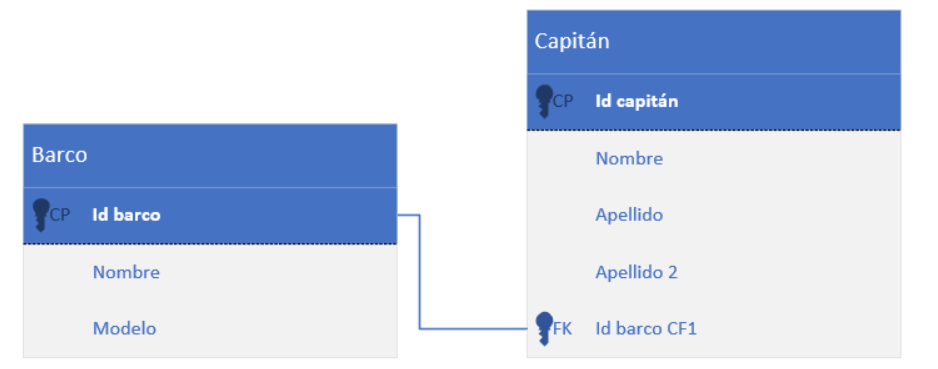 Barco
CP Id barco
Nombre
Modelo
Capitán
CP Id capitán
Nombre
Apellido
Apellido 2
FK Id barco CF1